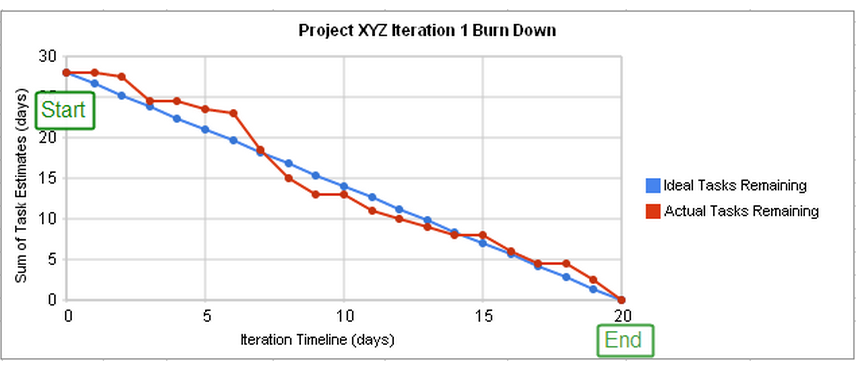 Project XYZ Iteration 1 Burn Down
Sum of Task Estimates (days)
30
Start
20
15
10
5
0
0 5 10 15 20
Iteration Timeline (days)
End
Ideal Tasks Remaining
Actual Tasks Remaining